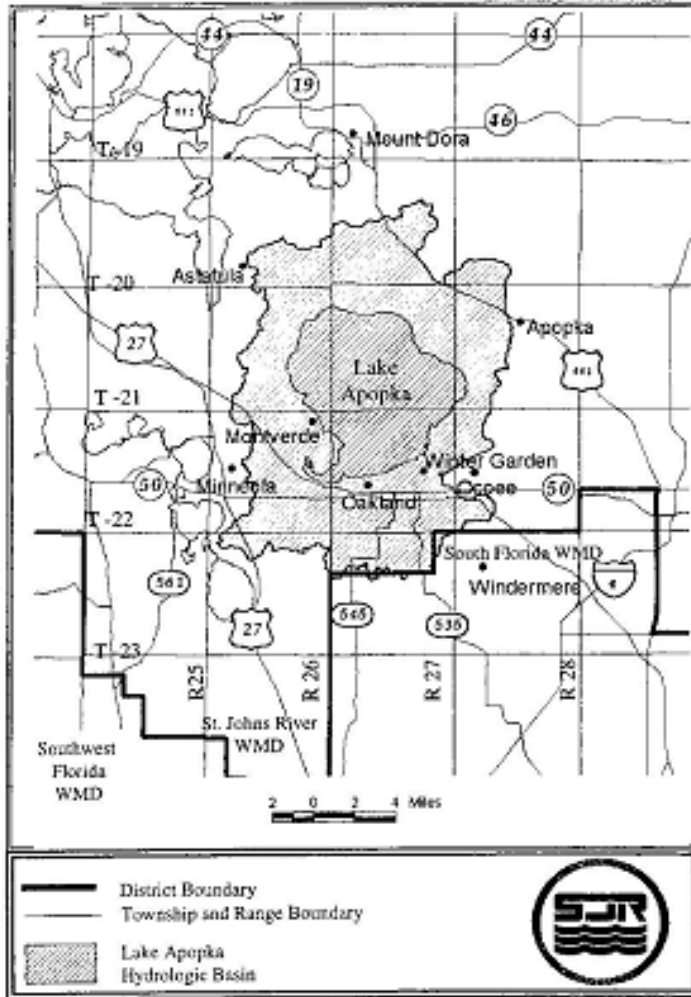 44
44
19
441
46
Mount Dora
T-19
Astatula
T -20
Apopka
27
441
Lake
Apopka
T -21
Montverde
Winter Garden
Minneola
Ocoee
50
50
Oakland
T -22
South Florida WMD
561
Windermere
4
545
535
27
T -23
R25
R 26
R 27
R 28
St. Johns River
WMD
Southwest
Florida
WMD
2 0 2 4 Miles
District Boundary
Township and Range Boundary
Lake Apopka
Hydrologic Basin
SJR